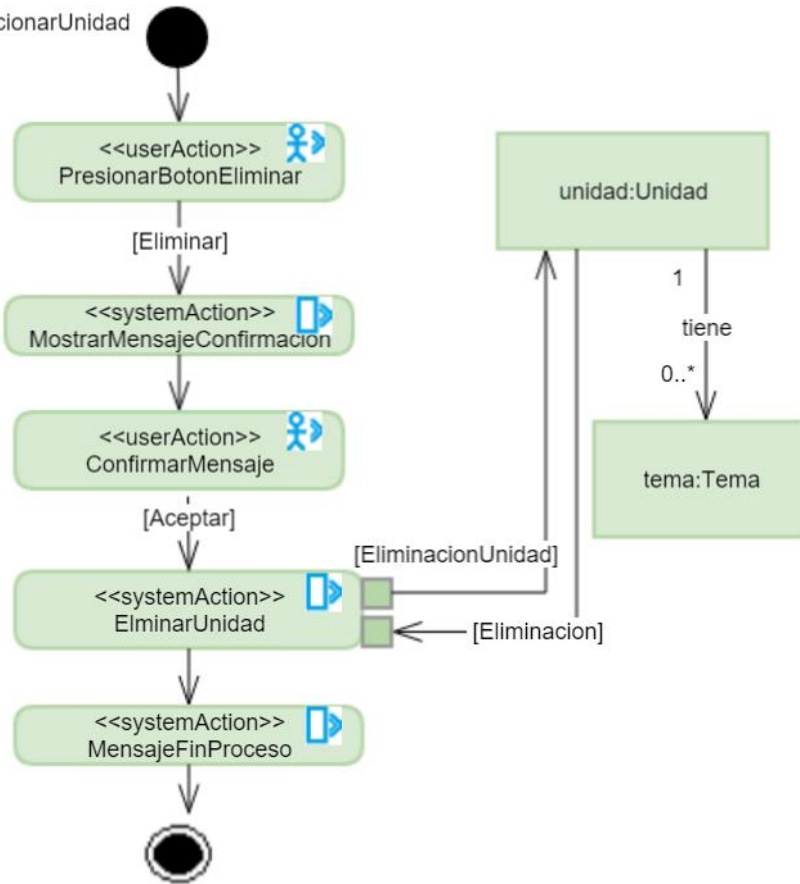 cionarUnidad
<<userAction>>
PresionarBotonEliminar
[Eliminar]
<<systemAction>>
MostrarMensajeConfirmación
<<userAction>>
ConfirmarMensaje
[Aceptar]
<<systemAction>>
ElminarUnidad
<<systemAction>>
MensajeFinProceso
[EliminacionUnidad]
[Eliminacion]
unidad:Unidad
1
tiene
0..*
tema:Tema